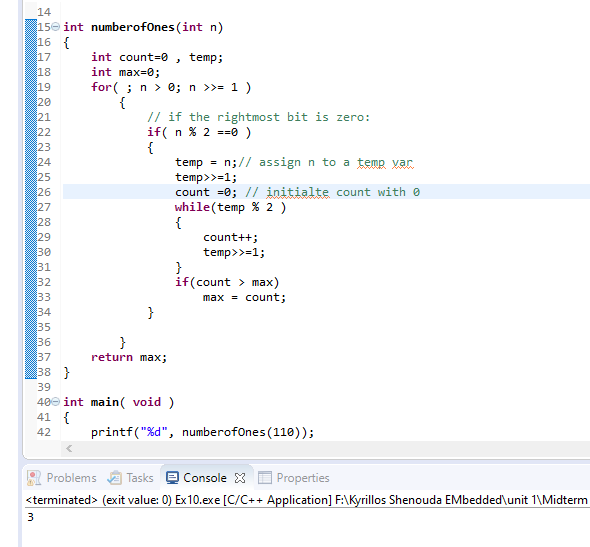 14
15 int numberofOnes(int n)
16 {
17     int count=0 , temp;
18     int max=0;
19     for( ; n > 0; n >>= 1 )
20         {
21             // if the rightmost bit is zero:
22             if( n % 2 ==0 )
23             {
24                 temp = n;// assign n to a temp var
25                 temp>>=1;
26                 count =0; // initialte count with 0
27                 while(temp % 2 )
28                 {
29                     count++;
30                     temp>>=1;
31                 }
32                 if(count > max)
33                     max = count;
34             }
35
36         }
37     return max;
38 }
39
40 int main( void )
41 {
42     printf("%d", numberofOnes(110));
Problems Tasks Console Properties
<terminated> (exit value: 0) Ex10.exe [C/C++ Application] F:\Kyrillos Shenouda EMbedded\unit 1\Midterm
3